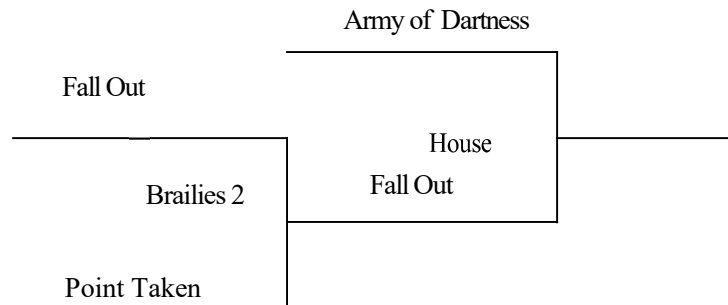 Army of Dartness
Fall Out
House
Brailies 2
Fall Out
Point Taken